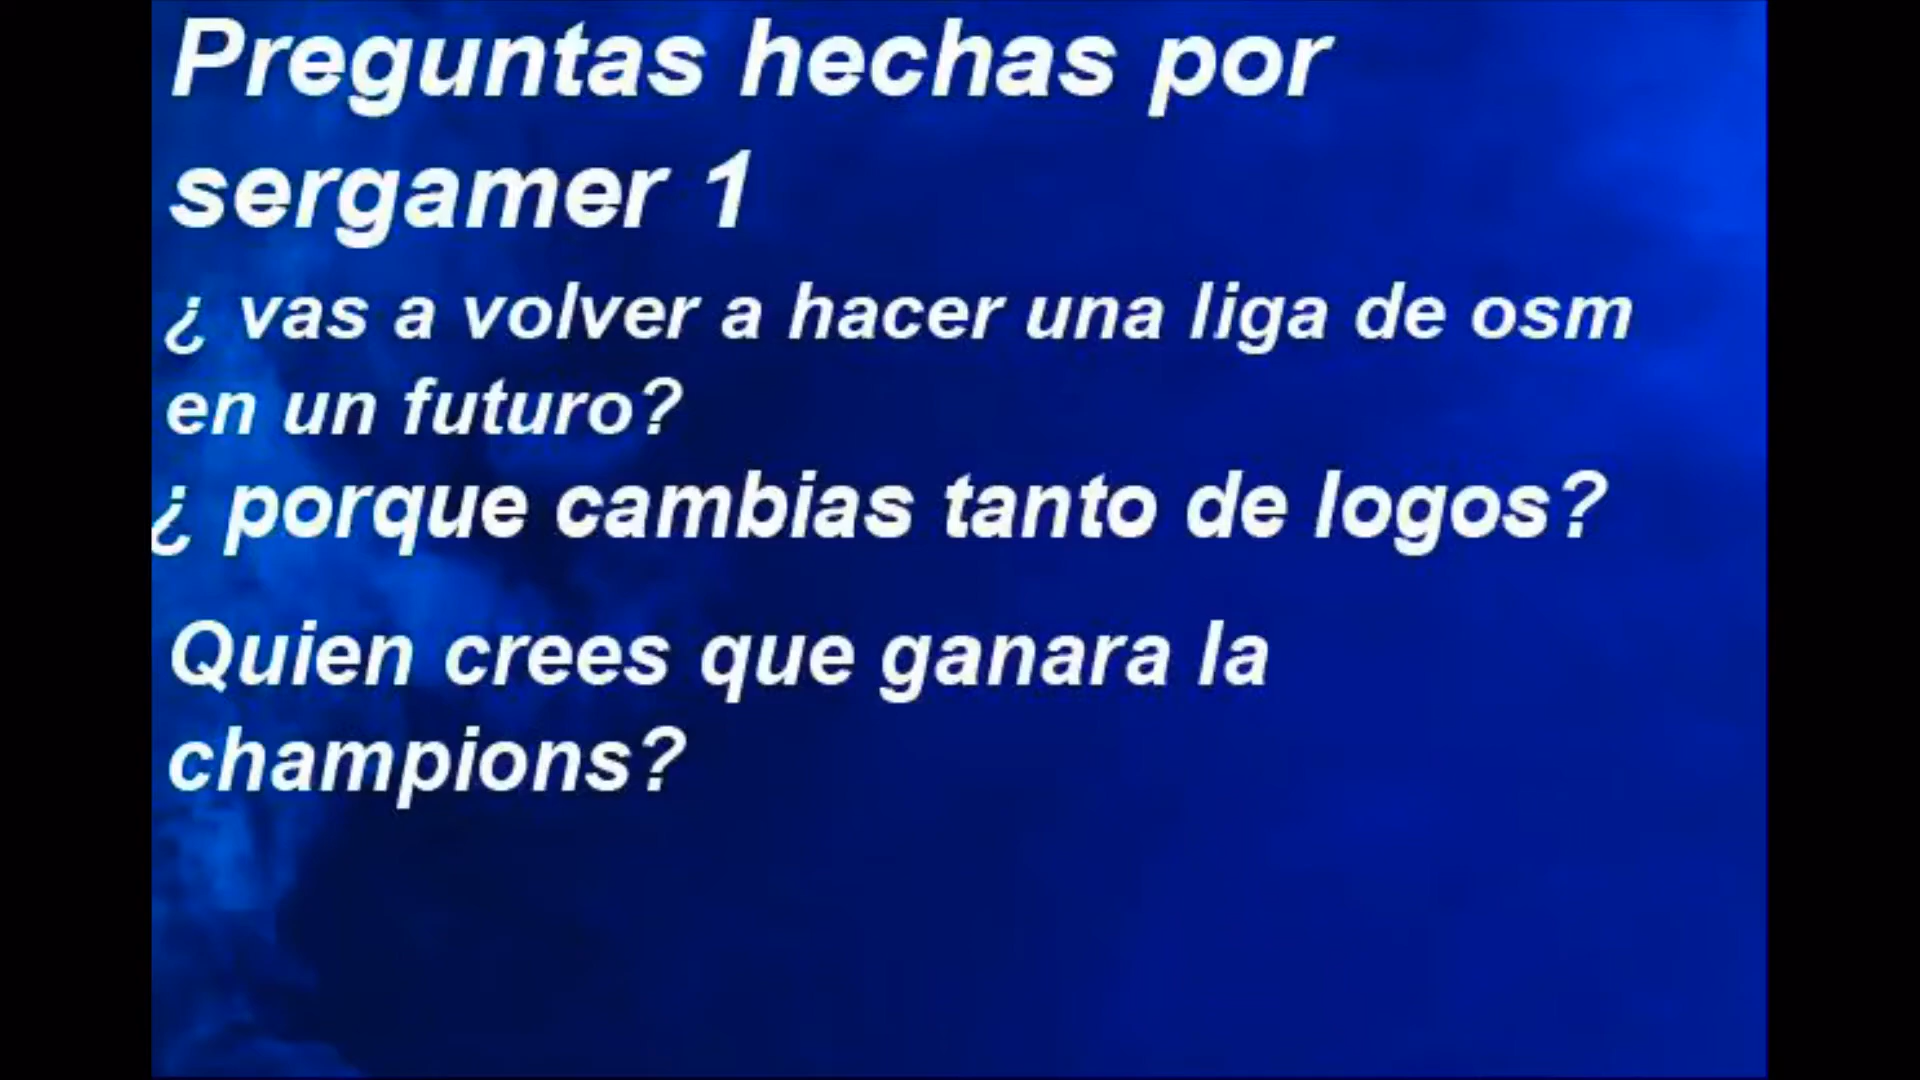 Preguntas hechas por
sergamer 1
¿ vas a volver a hacer una liga de osm
en un futuro?
¿ porque cambias tanto de logos?
Quien crees que ganara la
champions?